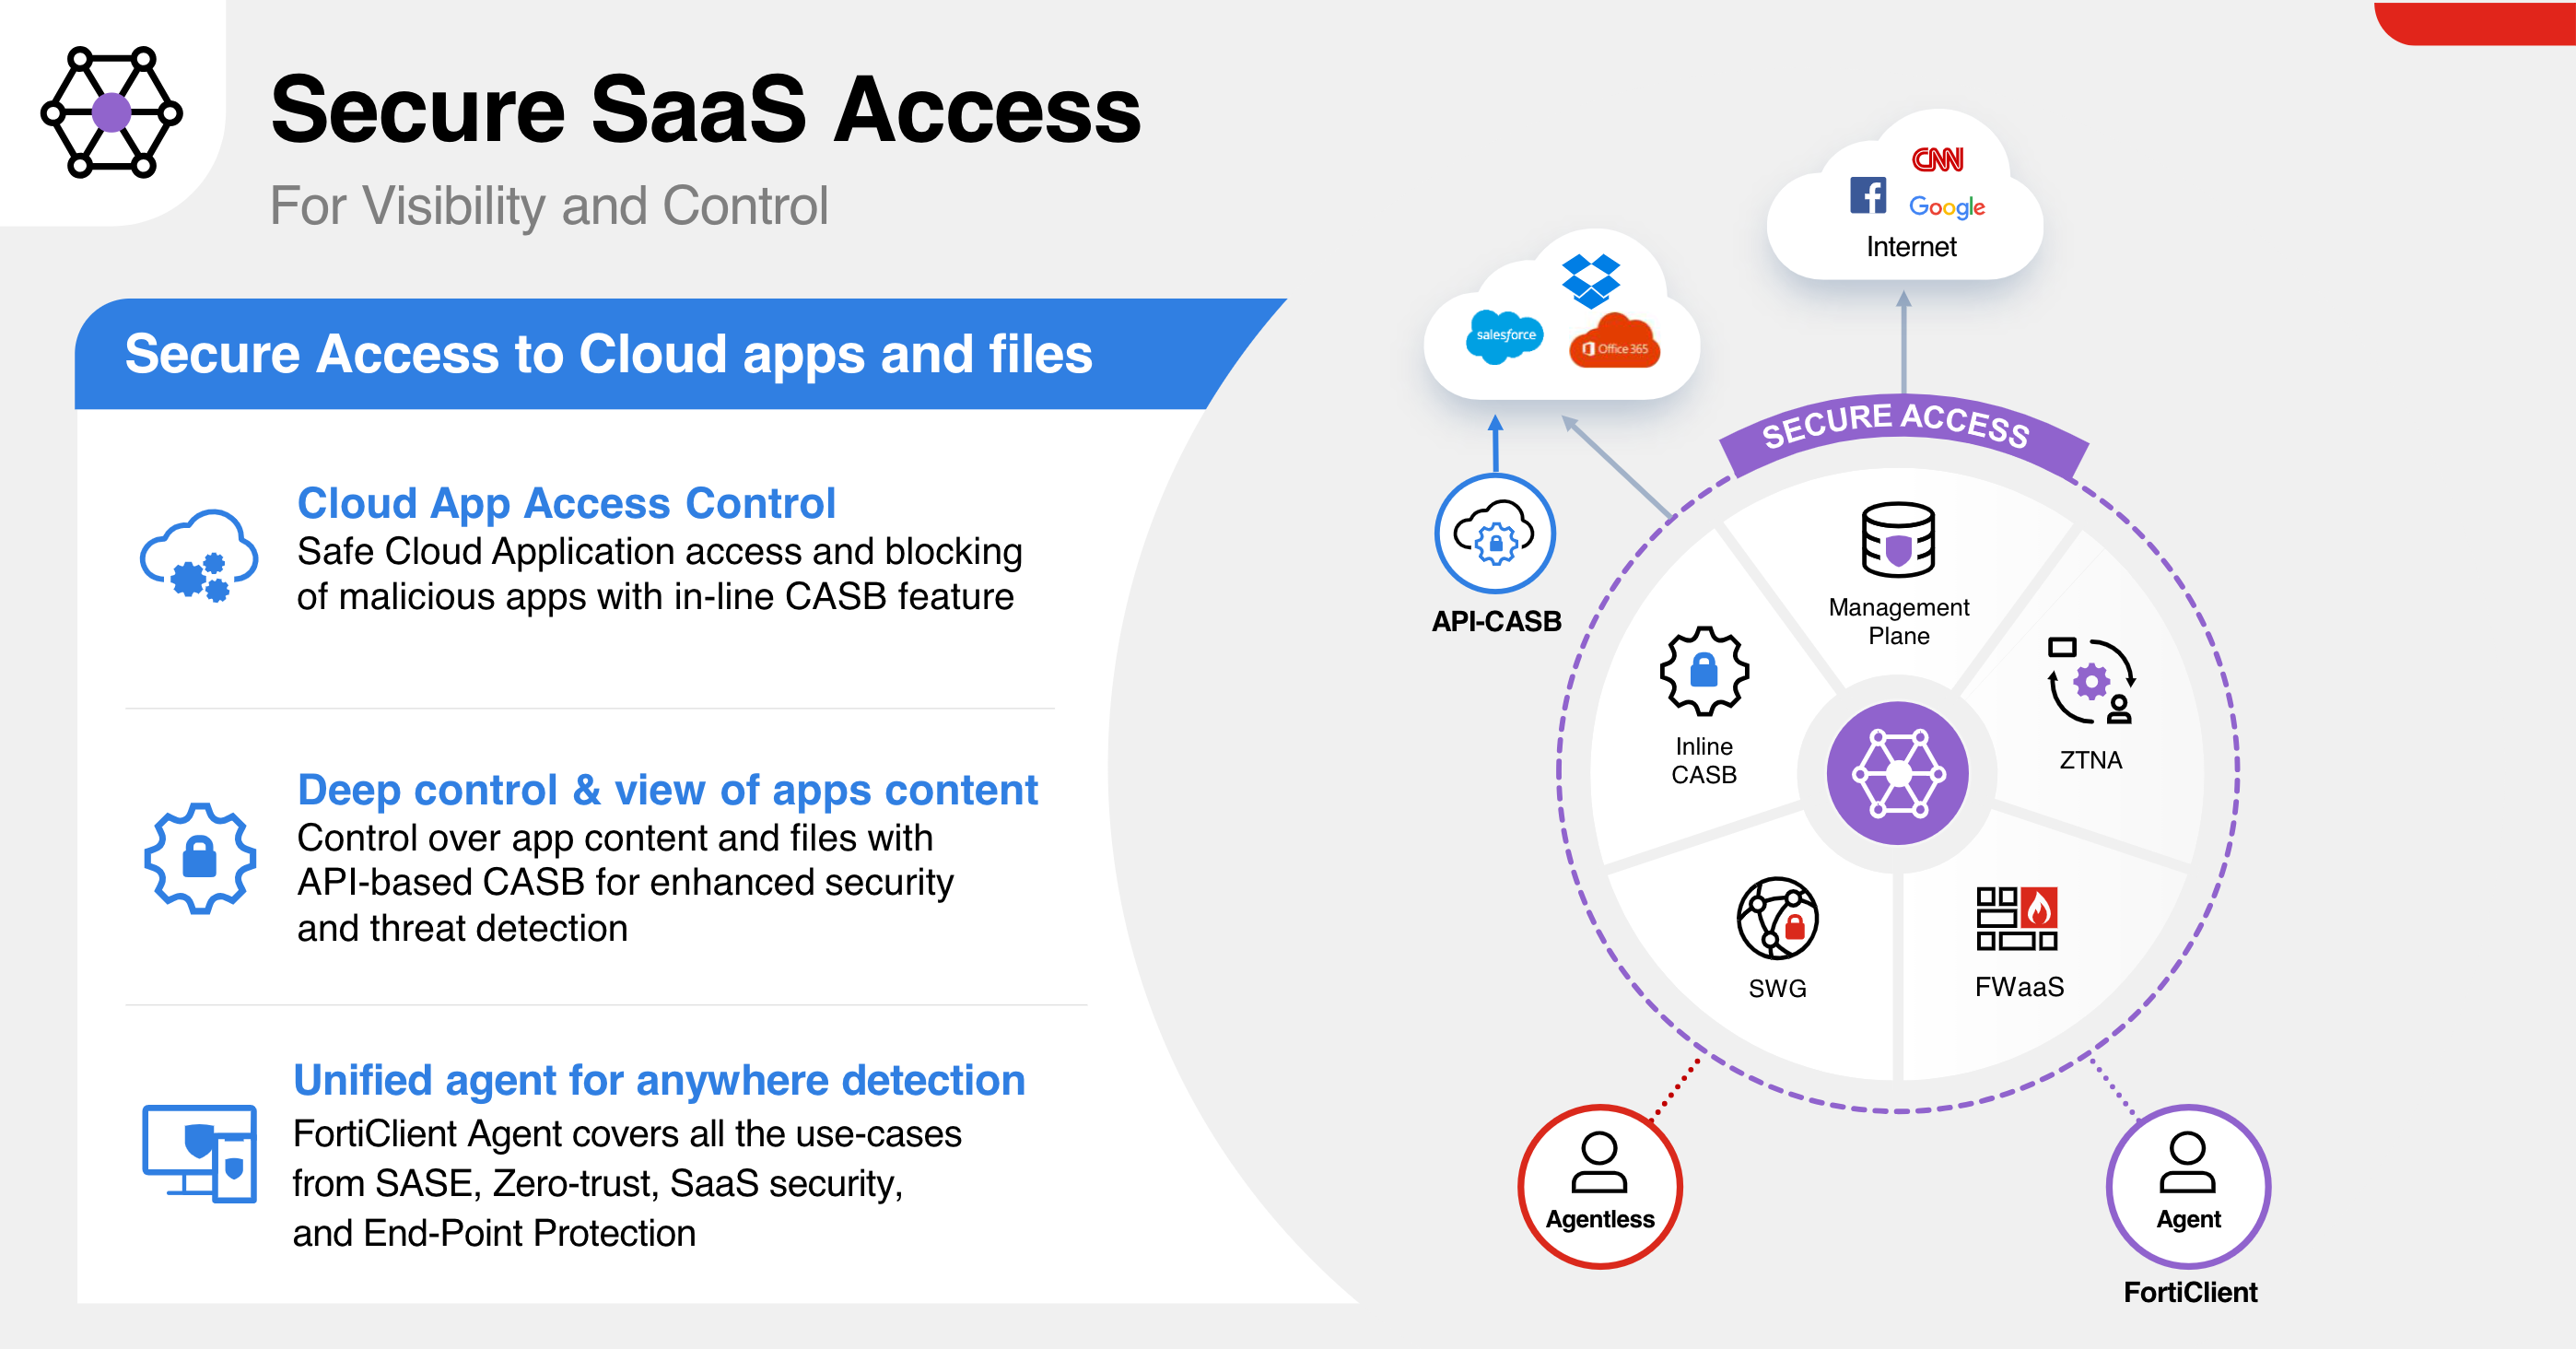 Secure SaaS Access
For Visibility and Control
Secure Access to Cloud apps and files
Cloud App Access Control
Safe Cloud Application access and blocking
of malicious apps with in-line CASB feature
Deep control & view of apps content
Control over app content and files with
API-based CASB for enhanced security
and threat detection
Unified agent for anywhere detection
FortiClient Agent covers all the use-cases
from SASE, Zero-trust, SaaS security,
and End-Point Protection
CNN
Google
Internet
salesforce
Office 365
API-CASB
SECURE ACCESS
Management
Plane
Inline
CASB
ZTNA
SWG
FWaaS
Agentless
Agent
FortiClient